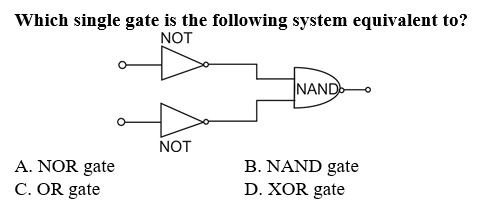 Which single gate is the following system equivalent to?
NOT
NAND
NOT
A. NOR gate
B. NAND gate
C. OR gate
D. XOR gate